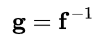 g = f⁻¹